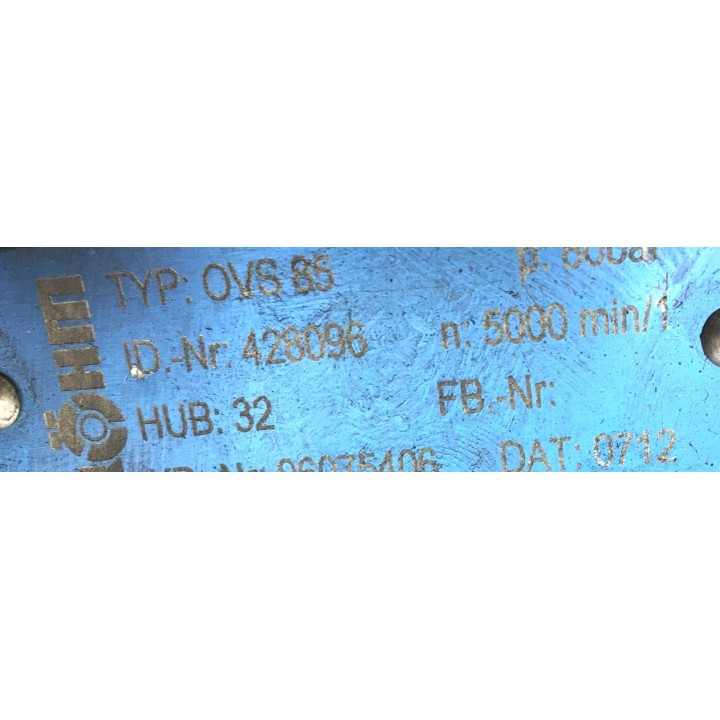 TYP: OVS 85
ID.-Nr. 428096 n: 5000 min/1
HUB: 32 FB.-Nr:
DAT: 0712